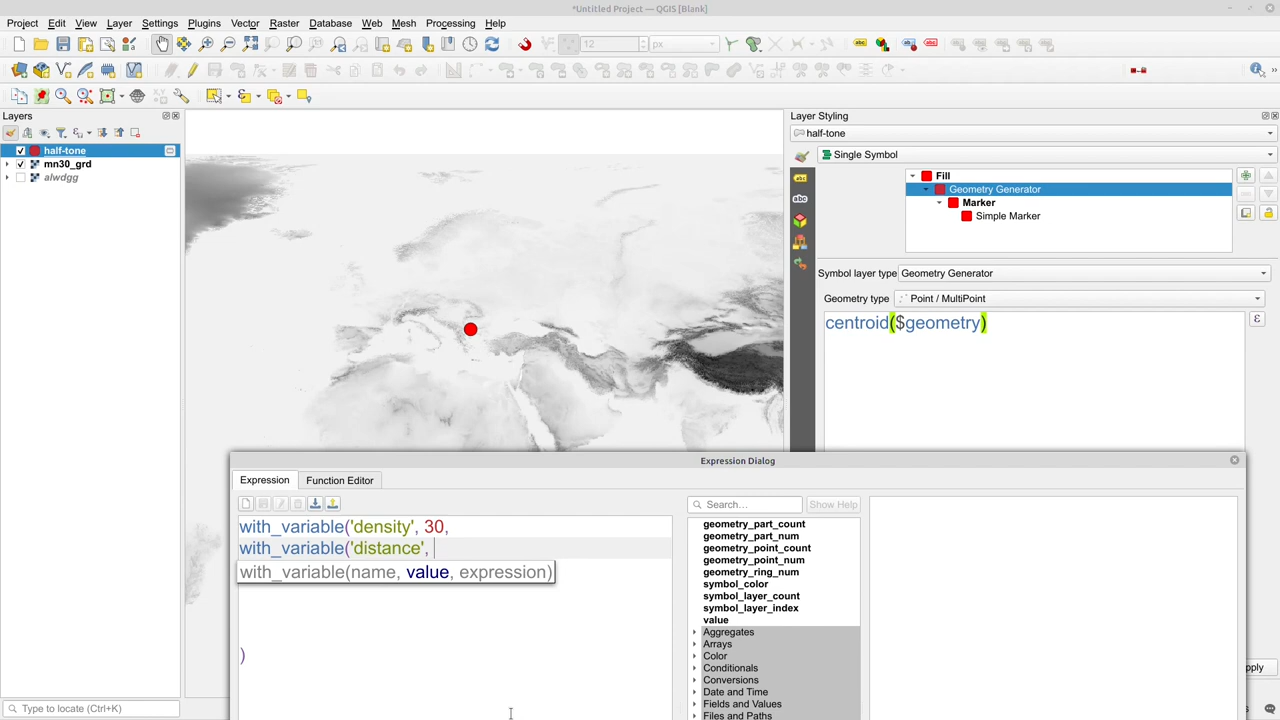 *Untitled Project — QGIS [Blank]
Project Edit View Layer Settings Plugins Vector Raster Database Web Mesh Processing Help
12 px
Layers
half-tone
mn30_grd
alwdgg
Layer Styling
half-tone
Single Symbol
Fill
Geometry Generator
Marker
Simple Marker
Symbol layer type Geometry Generator
Geometry type Point / MultiPoint
centroid($geometry)
ε
Expression Dialog
Expression Function Editor
Search... Show Help
with_variable('density', 30,
with_variable('distance',
with_variable(name, value, expression)
)
geometry_part_count
geometry_part_num
geometry_point_count
geometry_point_num
geometry_ring_num
symbol_color
symbol_layer_count
symbol_layer_index
value
Aggregates
Arrays
Color
Conditionals
Conversions
Date and Time
Fields and Values
Files and Paths
pply
Type to locate (Ctrl+K)